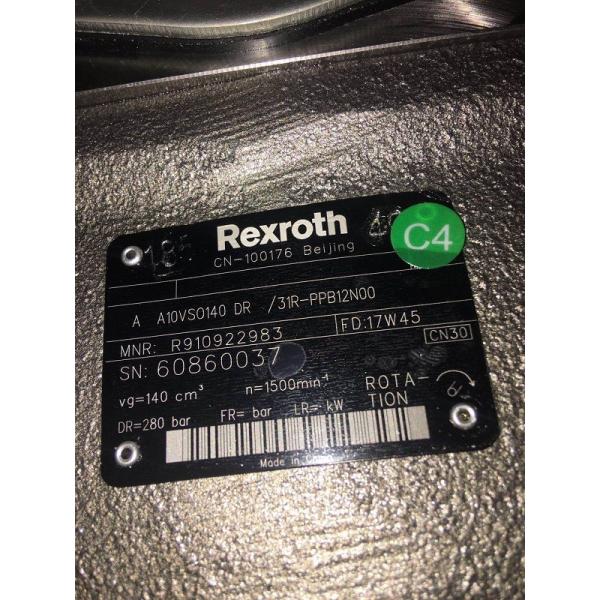 Rexroth
C4
CN-100176 Beijing
A A10VSO140 DR /31R-PPB12N00
MNR: R910922983 FD:17W45
SN: 60860037 CN30
vg=140 cm³ n=1500min⁻¹ ROTA-
TION
DR=280 bar FR= bar LR= kW
Made in China